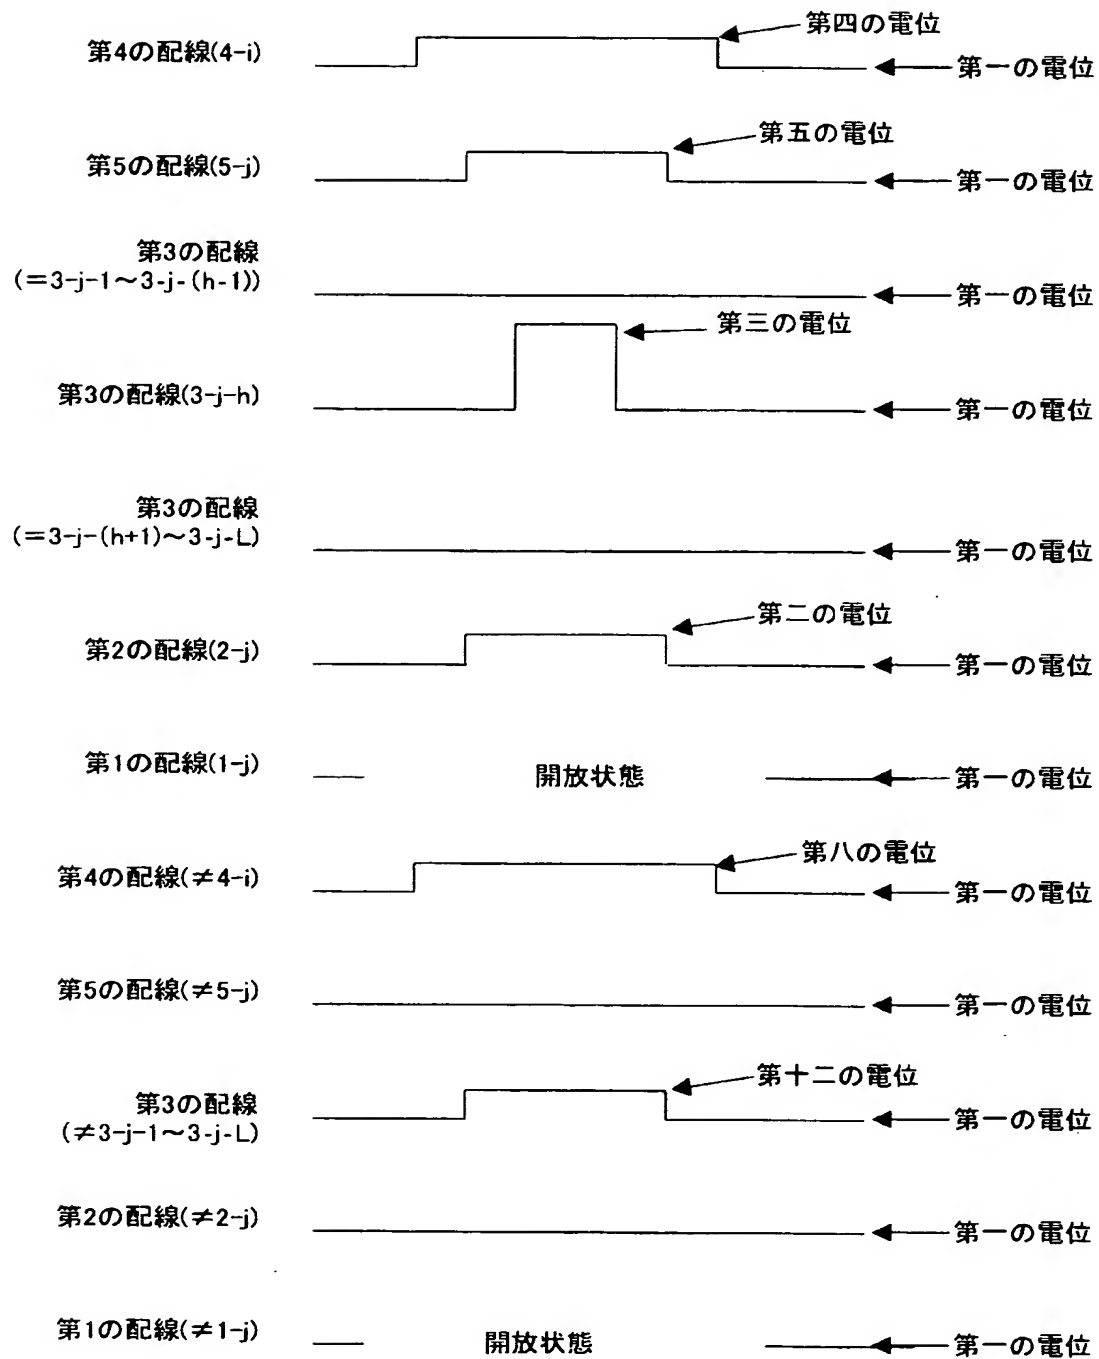 第四の電位
第4の配線(4-i)
第一の電位
第五の電位
第5の配線(5-j)
第一の電位
第3の配線
(=3-j-1～3-j-(h-1))
第一の電位
第三の電位
第3の配線(3-j-h)
第一の電位
第3の配線
(=3-j-(h+1)～3-j-L)
第一の電位
第二の電位
第2の配線(2-j)
第一の電位
第1の配線(1-j)
開放状態
第一の電位
第八の電位
第4の配線(≠4-i)
第一の電位
第5の配線(≠5-j)
第一の電位
第十二の電位
第3の配線
(≠3-j-1～3-j-L)
第一の電位
第2の配線(≠2-j)
第一の電位
第1の配線(≠1-j)
開放状態
第一の電位